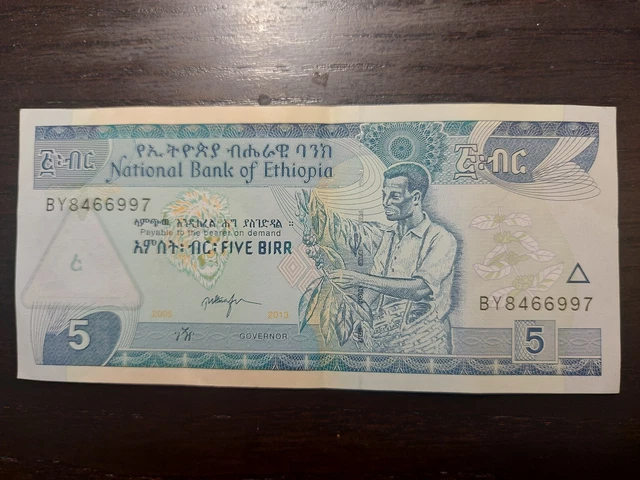 የኢትዮጵያ ብሔራዊ ባንክ
National Bank of Ethiopia
፭፡ብር
፭፡ብር
BY8466997
Payable to the bearer on demand
አምስት፡ብር፡FIVE BIRR
BY8466997
2005
2013
GOVERNOR
5
5